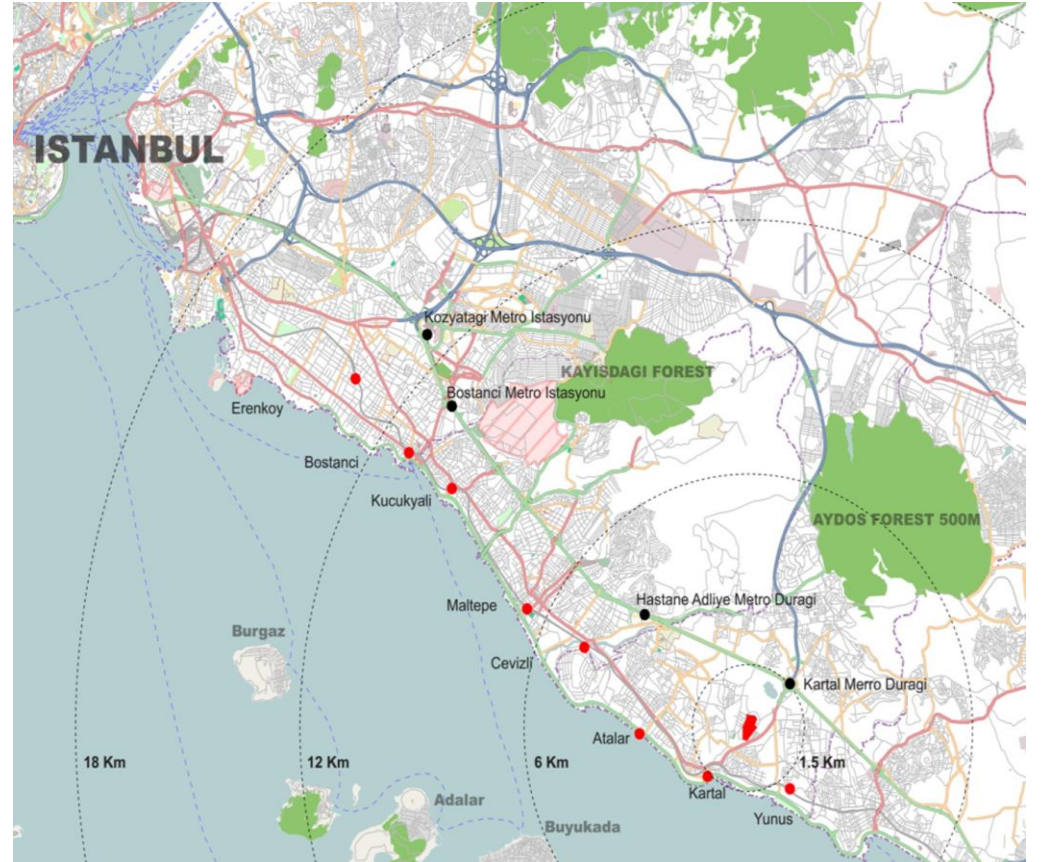 ISTANBUL
Kozyatagi Metro Istasyonu
KAYISDAGI FOREST
Bostanci Metro Istasyonu
Erenkoy
Bostanci
Kucukyali
AYDOS FOREST 500M
Hastane Adliye Metro Duragi
Maltepe
Burgaz
Cevizli
Kartal Merro Duragi
Atalar
18 Km
12 Km
6 Km
1.5 Km
Kartal
Adalar
Yunus
Buyukada